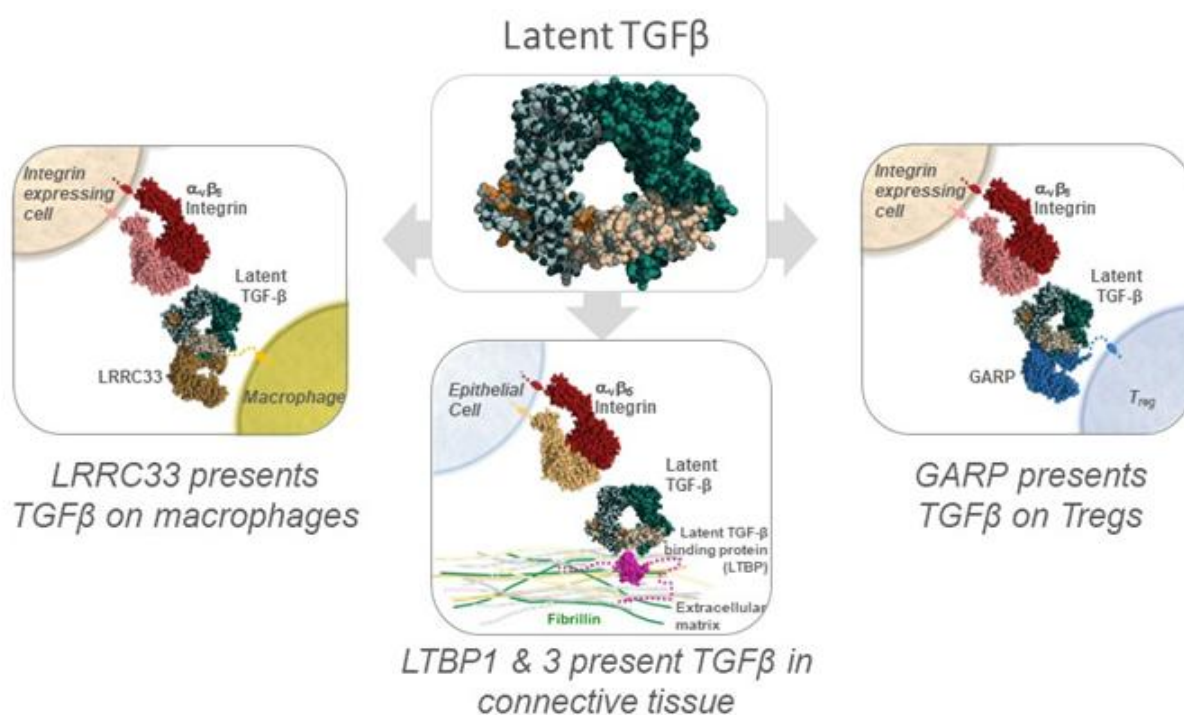 Latent TGFβ
Integrin
expressing
cell
αvβ8
Integrin
Latent
TGF-β
LRRC33
Macrophage
LRRC33 presents
TGFβ on macrophages
Epithelial
Cell
αvβ6
Integrin
Latent
TGF-β
Latent TGF-β
binding protein
(LTBP)
Fibrillin
Extracellular
matrix
LTBP1 & 3 present TGFβ in
connective tissue
Integrin
expressing
cell
αvβ8
Integrin
Latent
TGF-β
GARP
Treg
GARP presents
TGFβ on Tregs